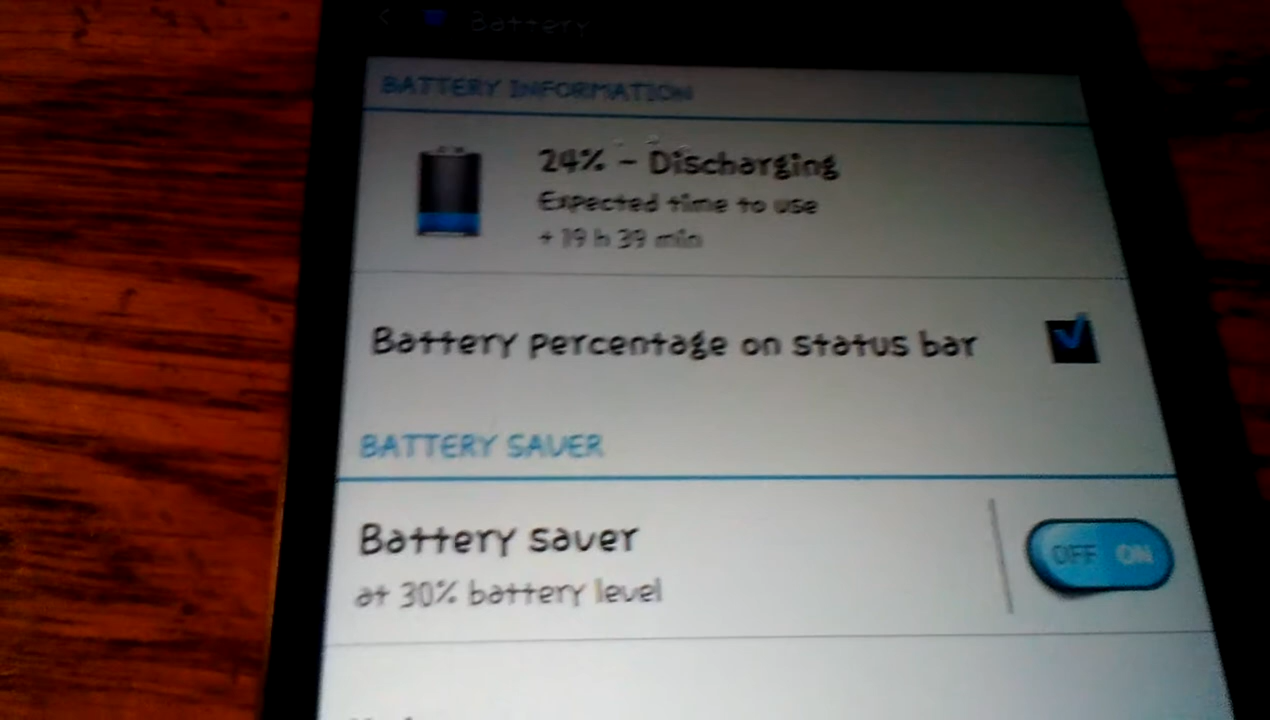 Battery
BATTERY INFORMATION
24% - Discharging
Expected time to use
+ 19 h 39 min
Battery percentage on status bar
BATTERY SAVER
Battery saver
at 30% battery level
OFF ON